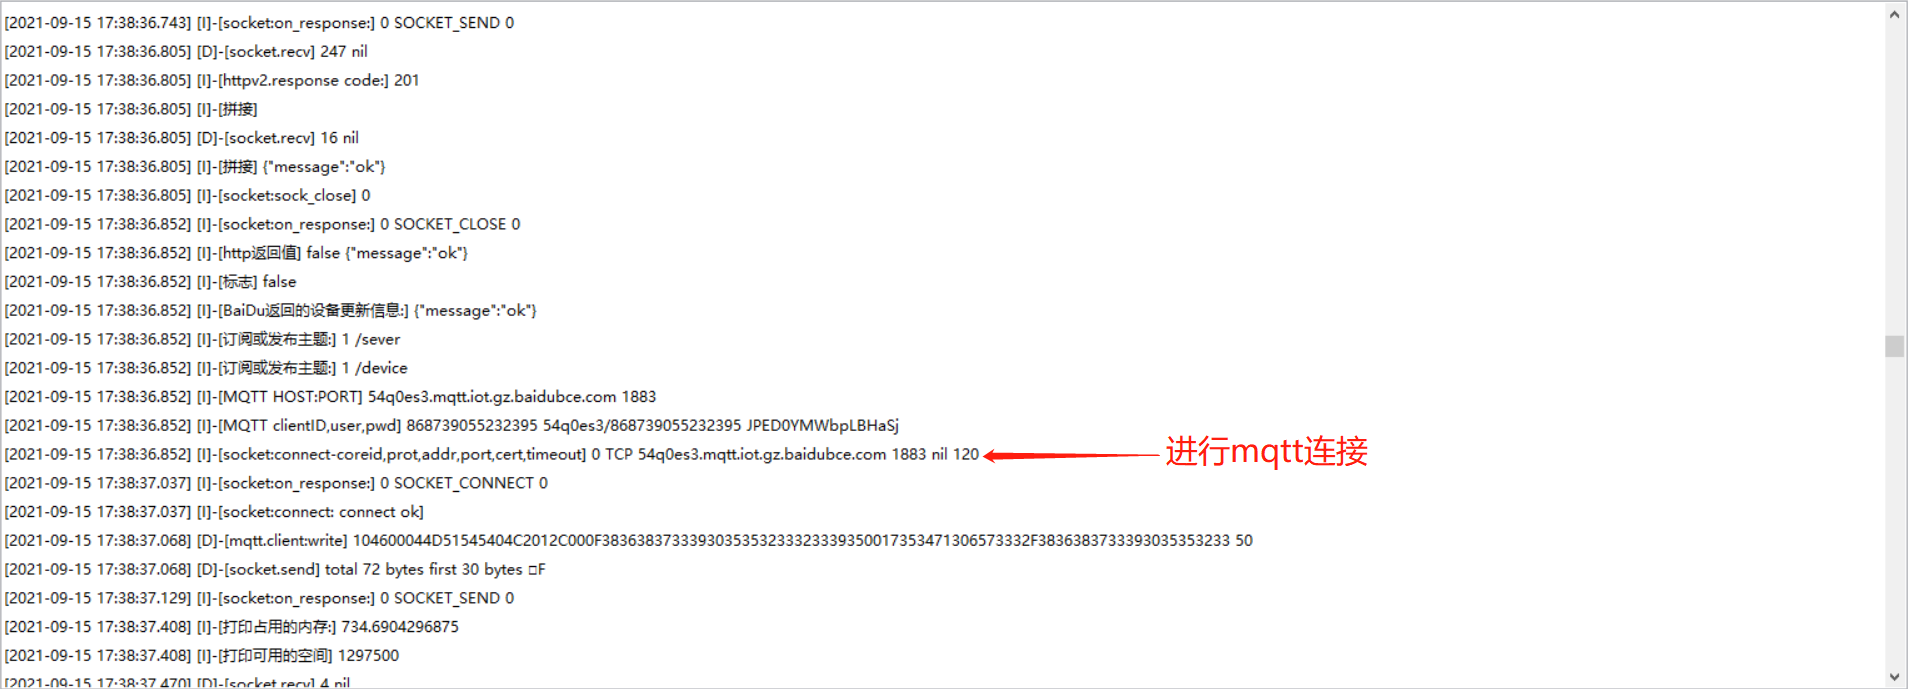 [2021-09-15 17:38:36.743] [I]-[socket:on_response:] 0 SOCKET_SEND 0
[2021-09-15 17:38:36.805] [D]-[socket.recv] 247 nil
[2021-09-15 17:38:36.805] [I]-[httpv2.response code:] 201
[2021-09-15 17:38:36.805] [I]-[拼接]
[2021-09-15 17:38:36.805] [D]-[socket.recv] 16 nil
[2021-09-15 17:38:36.805] [I]-[拼接] {"message":"ok"}
[2021-09-15 17:38:36.805] [I]-[socket:sock_close] 0
[2021-09-15 17:38:36.852] [I]-[socket:on_response:] 0 SOCKET_CLOSE 0
[2021-09-15 17:38:36.852] [I]-[http返回值] false {"message":"ok"}
[2021-09-15 17:38:36.852] [I]-[标志] false
[2021-09-15 17:38:36.852] [I]-[BaiDu返回的设备更新信息:] {"message":"ok"}
[2021-09-15 17:38:36.852] [I]-[订阅或发布主题:] 1 /sever
[2021-09-15 17:38:36.852] [I]-[订阅或发布主题:] 1 /device
[2021-09-15 17:38:36.852] [I]-[MQTT HOST:PORT] 54q0es3.mqtt.iot.gz.baidubce.com 1883
[2021-09-15 17:38:36.852] [I]-[MQTT clientID,user,pwd] 868739055232395 54q0es3/868739055232395 JPED0YMWbpLBHaSj
[2021-09-15 17:38:36.852] [I]-[socket:connect-coreid,prot,addr,port,cert,timeout] 0 TCP 54q0es3.mqtt.iot.gz.baidubce.com 1883 nil 120 进行mqtt连接
[2021-09-15 17:38:37.037] [I]-[socket:on_response:] 0 SOCKET_CONNECT 0
[2021-09-15 17:38:37.037] [I]-[socket:connect: connect ok]
[2021-09-15 17:38:37.068] [D]-[mqtt.client:write] 104600044D51545404C2012C000F3836383733393035353233323339350017353471306573332F3836383733393035353233 50
[2021-09-15 17:38:37.068] [D]-[socket.send] total 72 bytes first 30 bytes □F
[2021-09-15 17:38:37.129] [I]-[socket:on_response:] 0 SOCKET_SEND 0
[2021-09-15 17:38:37.408] [I]-[打印占用的内存:] 734.6904296875
[2021-09-15 17:38:37.408] [I]-[打印可用的空间] 1297500
[2021-09-15 17:38:37.470] [D]-[socket.recv] 4 nil